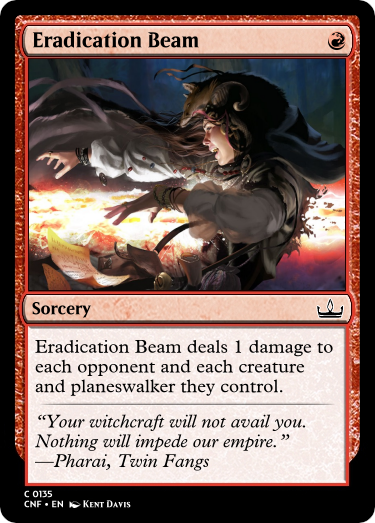 Eradication Beam
Sorcery
Eradication Beam deals 1 damage to
each opponent and each creature
and planeswalker they control.
“Your witchcraft will not avail you.
Nothing will impede our empire.”
—Pharai, Twin Fangs
C 0135
CNF • EN Kent Davis